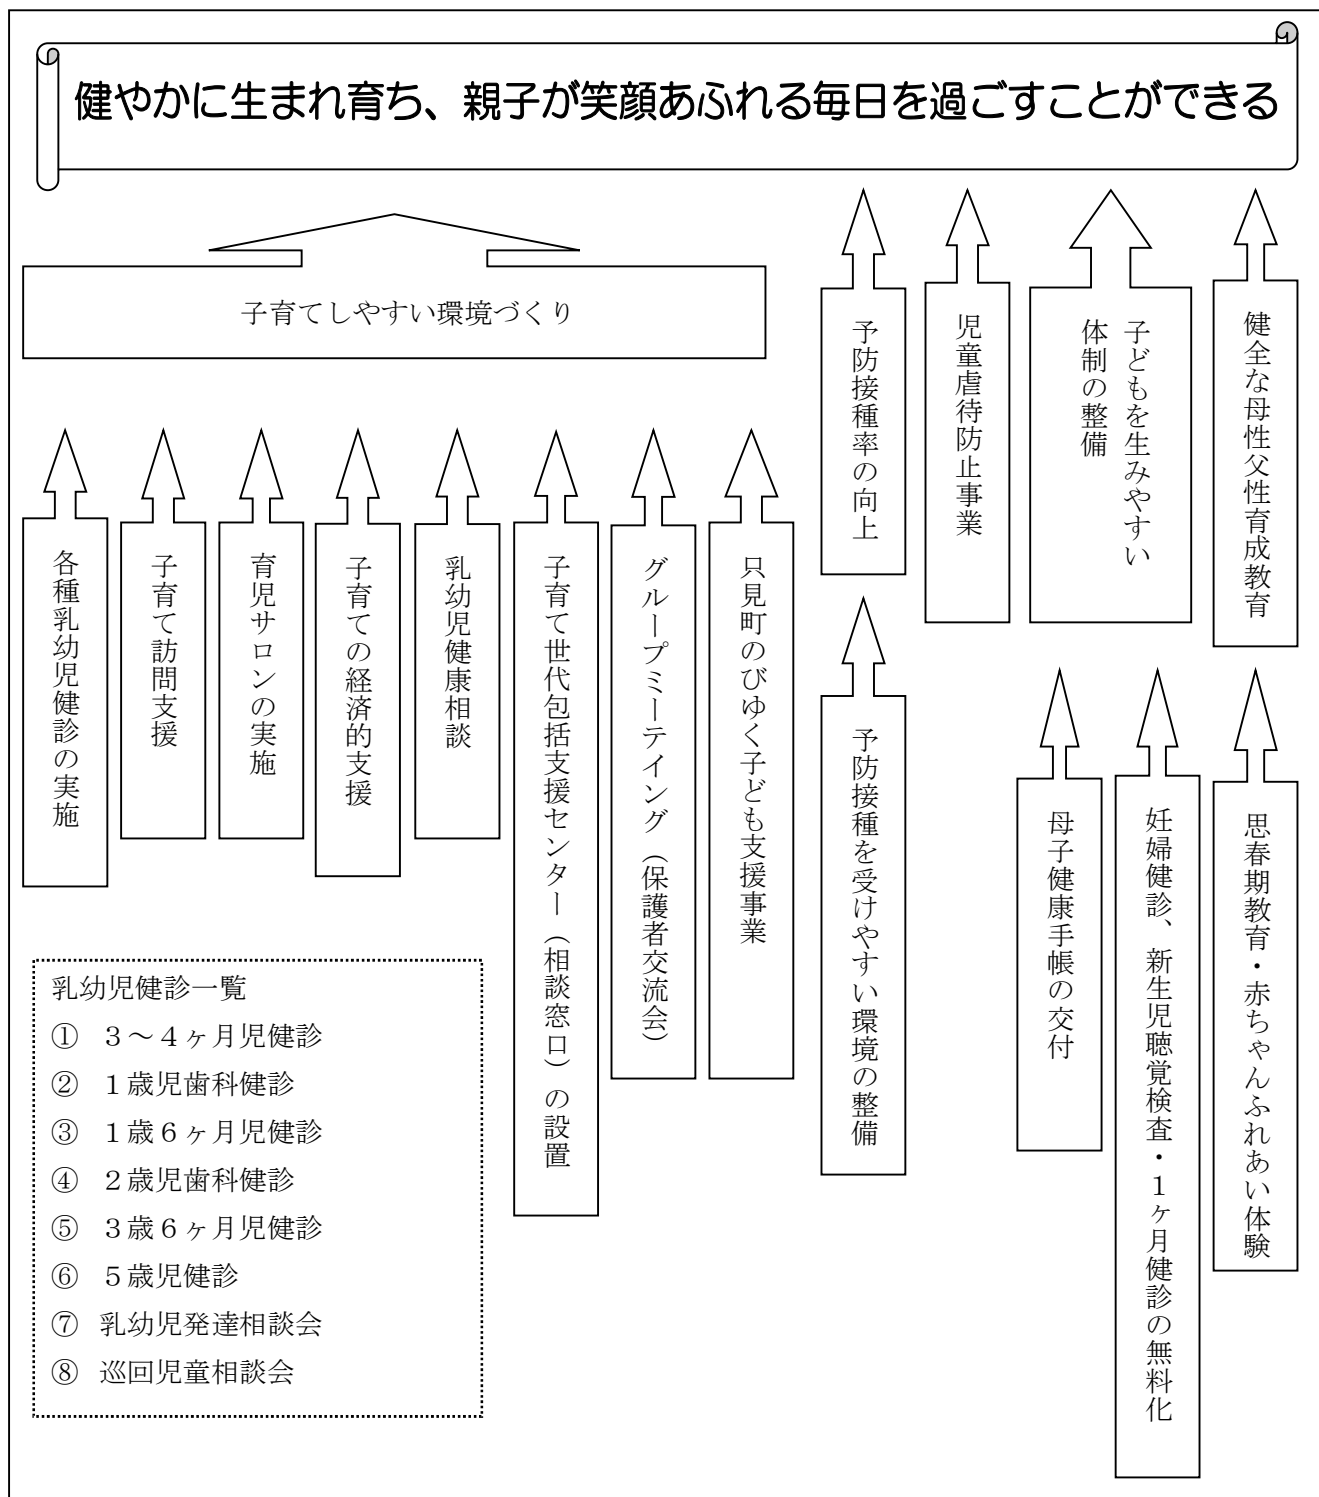 健やかに生まれ育ち、親子が笑顔あふれる毎日を過ごすことができる
子育てしやすい環境づくり
予防接種率の向上
児童虐待防止事業
子どもを生みやすい
体制の整備
健全な母性父性育成教育
各種乳幼児健診の実施
子育て訪問支援
育児サロンの実施
子育ての経済的支援
乳幼児健康相談
子育て世代包括支援センター（相談窓口）の設置
グループミーテイング（保護者交流会）
只見町のびゆく子ども支援事業
予防接種を受けやすい環境の整備
母子健康手帳の交付
妊婦健診、新生児聴覚検査・１ヶ月健診の無料化
思春期教育・赤ちゃんふれあい体験
乳幼児健診一覧
① ３～４ヶ月児健診
② １歳児歯科健診
③ １歳６ヶ月児健診
④ ２歳児歯科健診
⑤ ３歳６ヶ月児健診
⑥ ５歳児健診
⑦ 乳幼児発達相談会
⑧ 巡回児童相談会